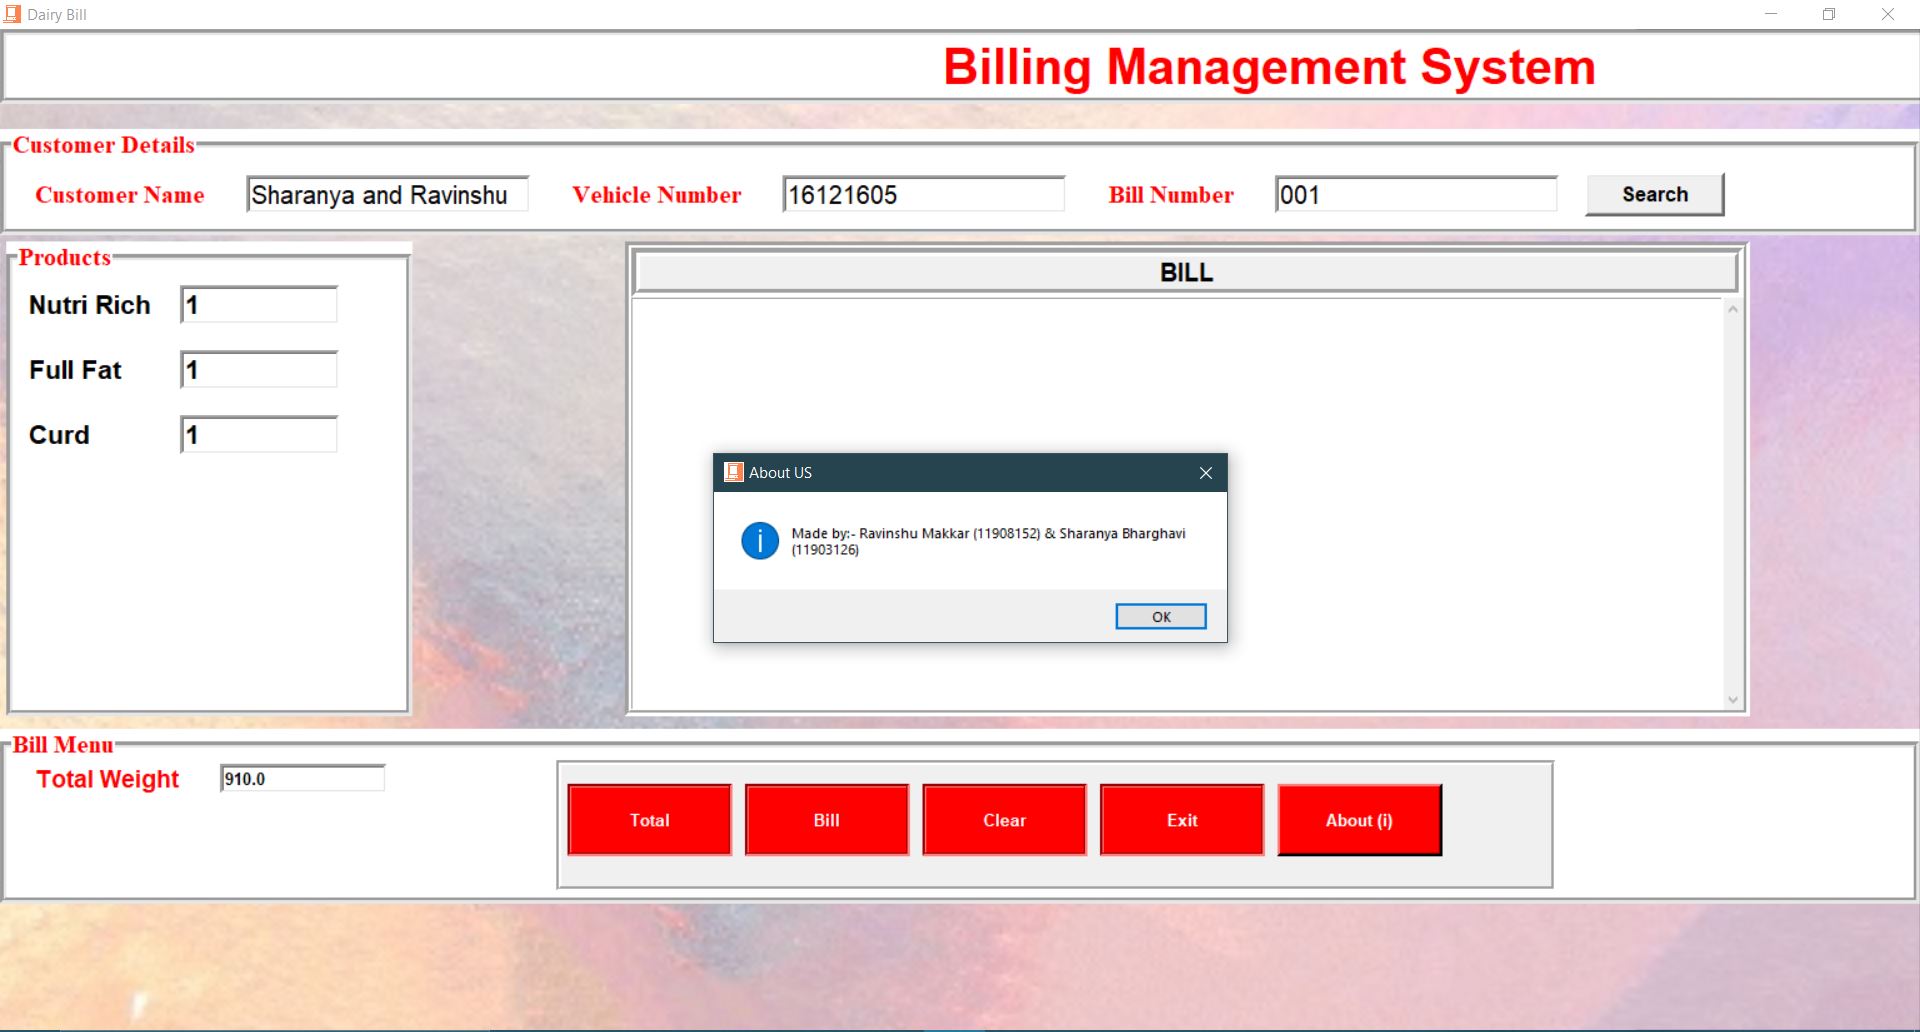 Dairy Bill
Billing Management System
Customer Details
Customer Name Sharanya and Ravinshu Vehicle Number 16121605 Bill Number 001 Search
Products
Nutri Rich 1
Full Fat 1
Curd 1
BILL
About US
Made by:- Ravinshu Makkar (11908152) & Sharanya Bharghavi
(11903126)
OK
Bill Menu
Total Weight 910.0
Total Bill Clear Exit About (i)